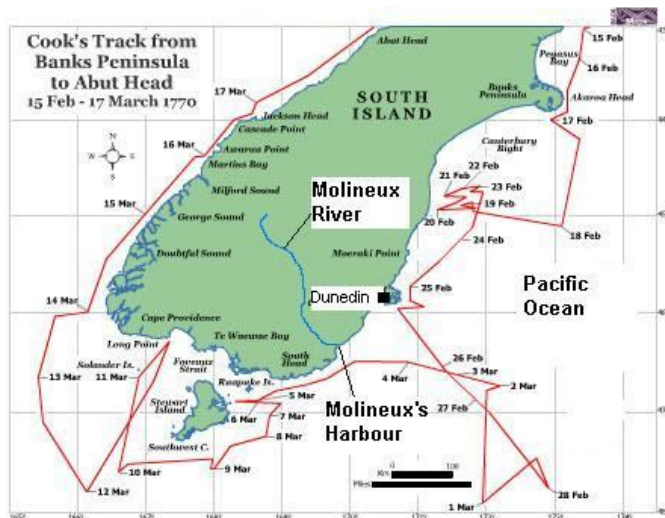 Maps
Cook's Track from
Banks Peninsula
to Abut Head
15 Feb - 17 March 1770
N
W
E
S
Abut Head
SOUTH
ISLAND
Pegasus
Bay
Banks
Peninsula
Akaroa Head
15 Feb
16 Feb
17 Feb
18 Feb
Canterbury
Bight
22 Feb
21 Feb
23 Feb
19 Feb
20 Feb
24 Feb
17 Mar
Jackson Head
Cascade Point
Awarua Point
16 Mar
Martins Bay
Milford Sound
15 Mar
George Sound
Doubtful Sound
Molineux
River
Moeraki Point
Dunedin
25 Feb
Pacific
Ocean
14 Mar
Cape Providence
Long Point
Te Waewae Bay
South
Head
Solander Is.
Foveaux
Strait
Ruapuke Is.
13 Mar
11 Mar
Stewart
Island
Southwest C.
26 Feb
3 Mar
4 Mar
2 Mar
27 Feb
5 Mar
6 Mar
7 Mar
8 Mar
9 Mar
10 Mar
12 Mar
Molineux's
Harbour
Km
0
100
Miles
1 Mar
28 Feb